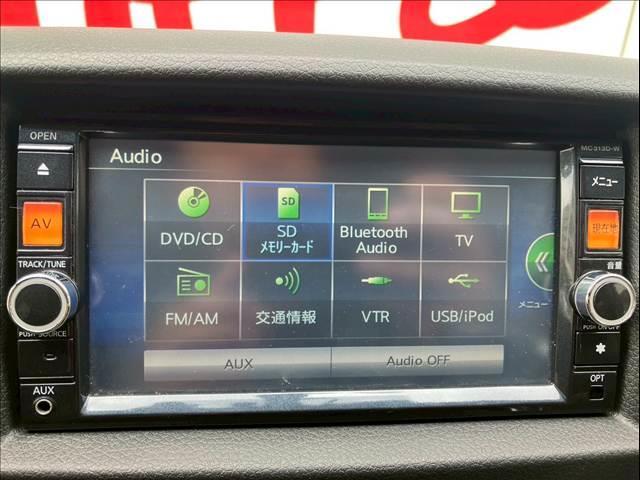 OPEN
MC313D-W
Audio
メニュー
AV
現在地
DVD/CD
SD
SD
メモリーカード
Bluetooth
Audio
TV
TRACK/TUNE
音量
メニュー
FM/AM
交通情報
VTR
USB/iPod
PUSH SOURCE
PUSH ON OFF
AUX
Audio OFF
AUX
OPT